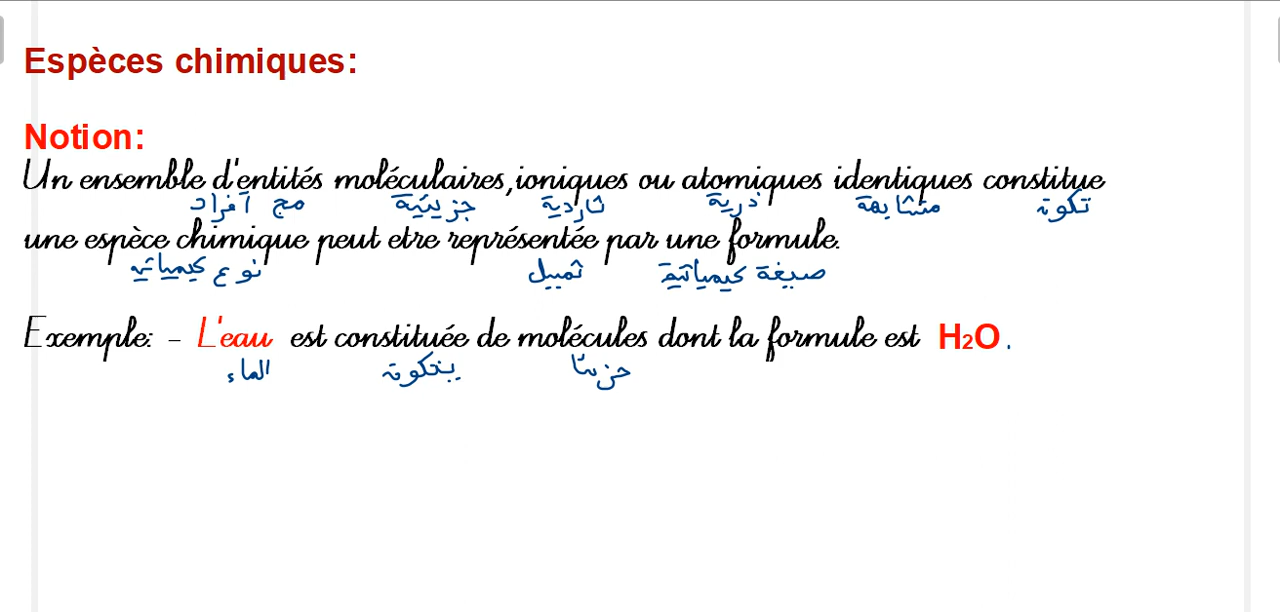 Espèces chimiques:
Notion:
Un ensemble d'entités moléculaires, ioniques ou atomiques identiques constitue
مج أفراد جزيئية شاردية ذرية متشابهة تكون
une espèce chimique peut etre représentée par une formule.
نوع كيميائي تمثيل صيغة كيميائية
Exemple: - L'eau est constituée de molécules dont la formule est H₂O.
الماء يتكون